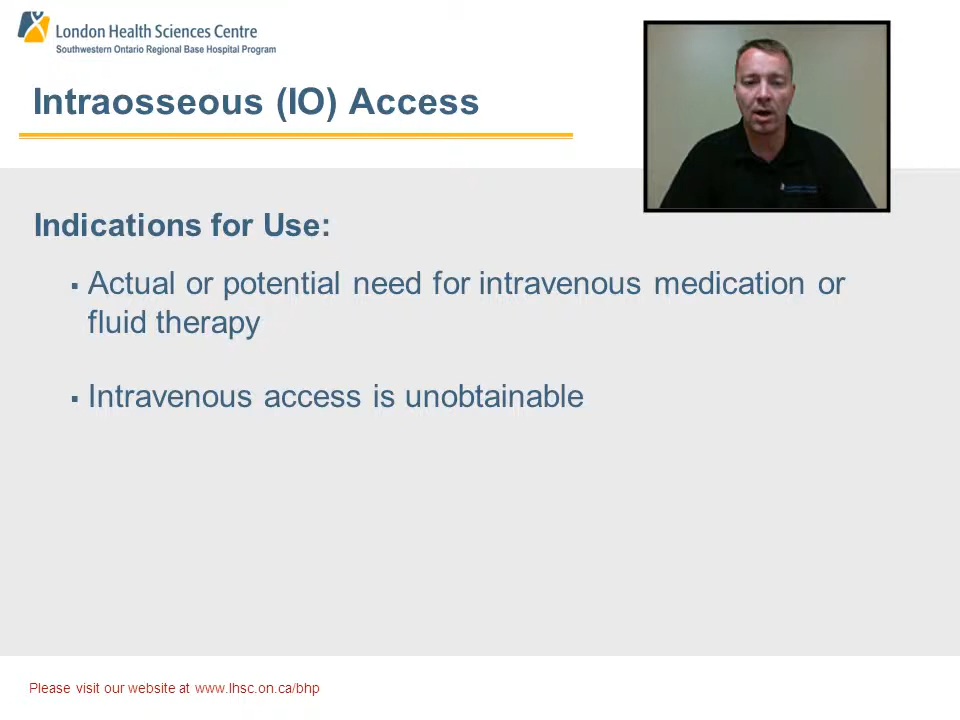 London Health Sciences Centre
Southwestern Ontario Regional Base Hospital Program
Intraosseous (IO) Access
Indications for Use:
▪ Actual or potential need for intravenous medication or
fluid therapy
▪ Intravenous access is unobtainable
Please visit our website at www.lhsc.on.ca/bhp